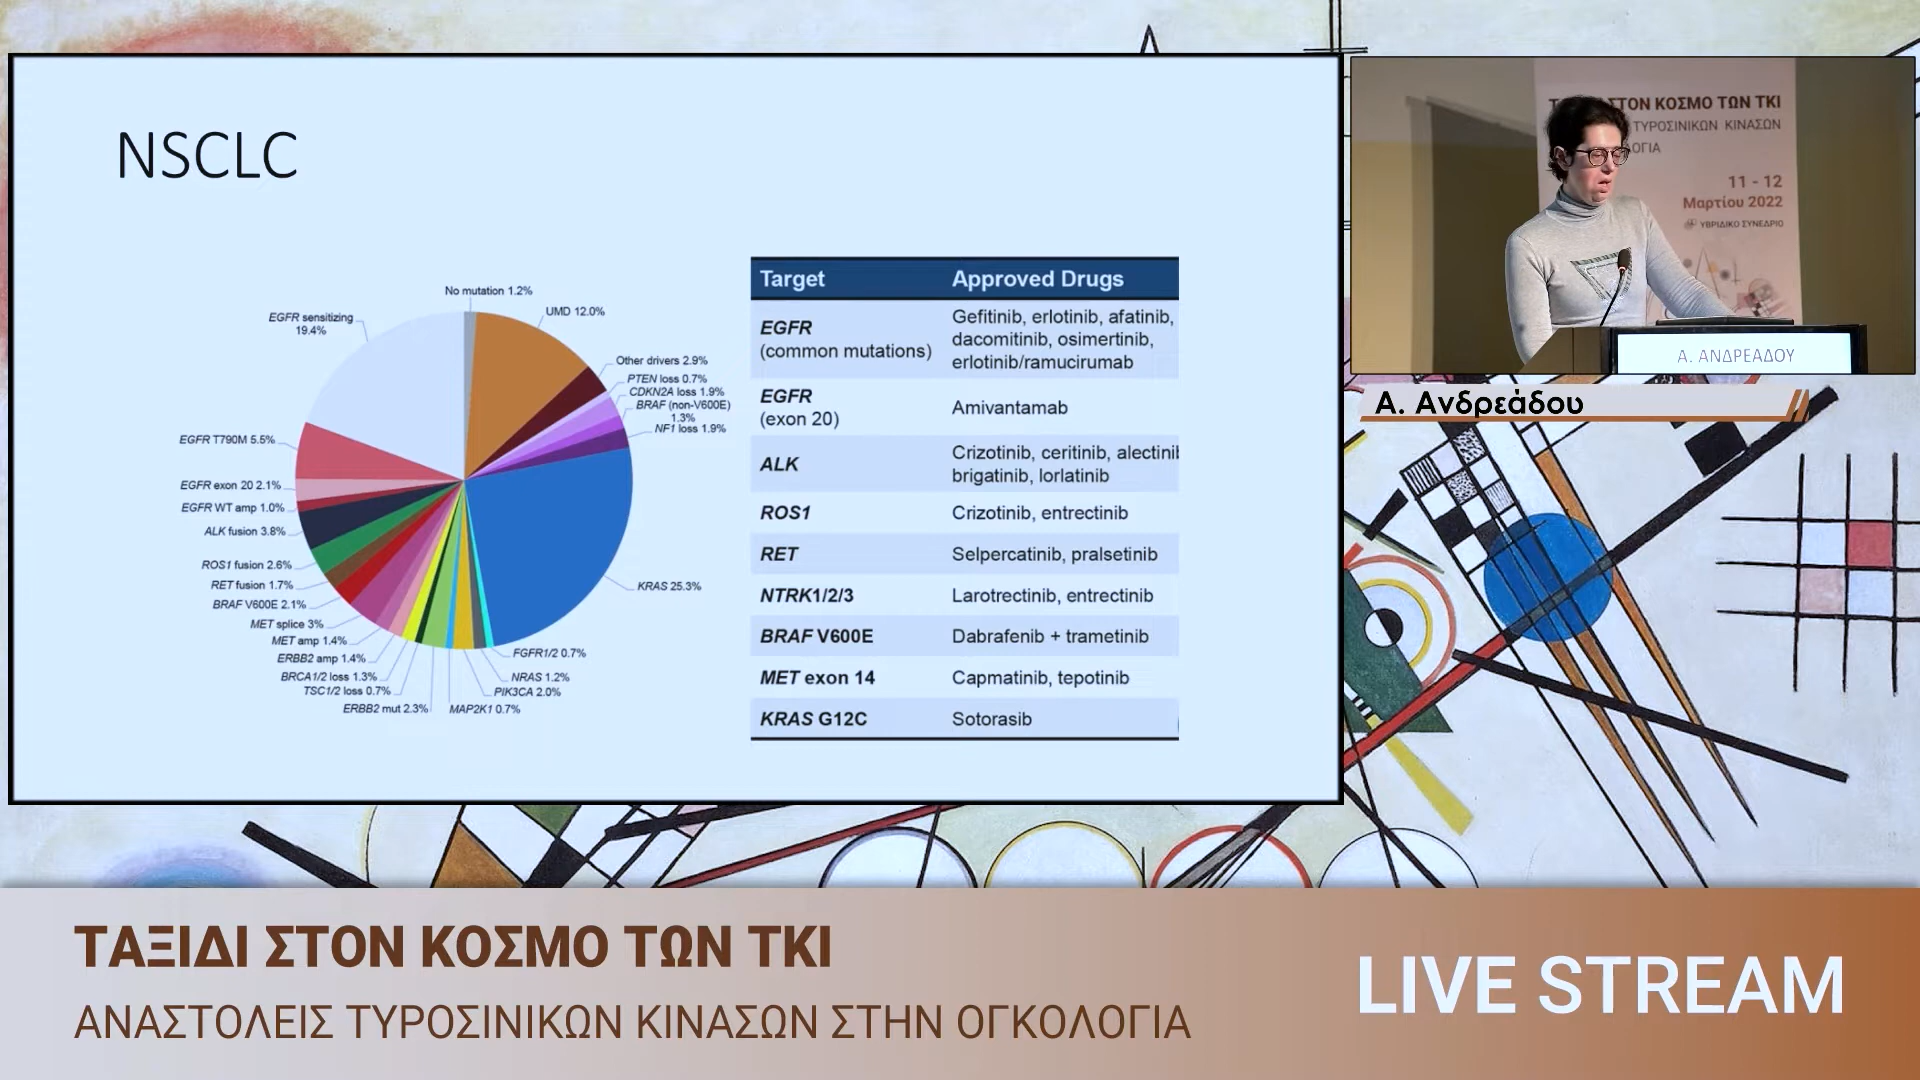 NSCLC
No mutation 1.2%
UMD 12.0%
EGFR sensitizing
19.4%
Other drivers 2.9%
PTEN loss 0.7%
CDKN2A loss 1.9%
BRAF (non-V600E)
1.3%
NF1 loss 1.9%
EGFR T790M 5.5%
EGFR exon 20 2.1%
EGFR WT amp 1.0%
ALK fusion 3.8%
ROS1 fusion 2.6%
RET fusion 1.7%
BRAF V600E 2.1%
MET splice 3%
MET amp 1.4%
ERBB2 amp 1.4%
BRCA1/2 loss 1.3%
TSC1/2 loss 0.7%
ERBB2 mut 2.3%
MAP2K1 0.7%
PIK3CA 2.0%
NRAS 1.2%
FGFR1/2 0.7%
KRAS 25.3%
Target Approved Drugs
EGFR
(common mutations)
Gefitinib, erlotinib, afatinib,
dacomitinib, osimertinib,
erlotinib/ramucirumab
EGFR
(exon 20)
Amivantamab
ALK
Crizotinib, ceritinib, alectinib
brigatinib, lorlatinib
ROS1 Crizotinib, entrectinib
RET Selpercatinib, pralsetinib
NTRK1/2/3 Larotrectinib, entrectinib
BRAF V600E Dabrafenib + trametinib
MET exon 14 Capmatinib, tepotinib
KRAS G12C Sotorasib
ΣΤΟΝ ΚΟΣΜΟ ΤΩΝ ΤΚΙ
ΤΥΡΟΣΙΝΙΚΩΝ ΚΙΝΑΣΩΝ
ΛΟΓΙΑ
11 - 12
Μαρτίου 2022
ΥΒΡΙΔΙΚΟ ΣΥΝΕΔΡΙΟ
Α. ΑΝΔΡΕΑΔΟΥ
Α. Ανδρεάδου
ΤΑΞΙΔΙ ΣΤΟΝ ΚΟΣΜΟ ΤΩΝ ΤΚΙ
ΑΝΑΣΤΟΛΕΙΣ ΤΥΡΟΣΙΝΙΚΩΝ ΚΙΝΑΣΩΝ ΣΤΗΝ ΟΓΚΟΛΟΓΙΑ
LIVE STREAM